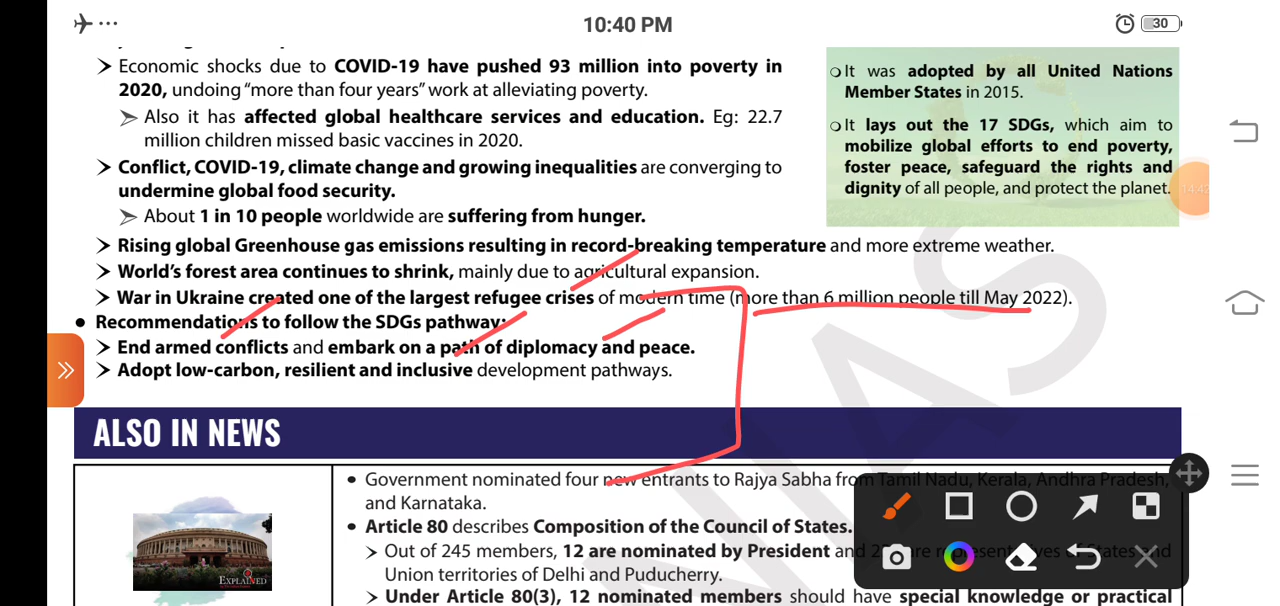 10:40 PM
30
➢ Economic shocks due to COVID-19 have pushed 93 million into poverty in
2020, undoing “more than four years” work at alleviating poverty.
➢ Also it has affected global healthcare services and education. Eg: 22.7
million children missed basic vaccines in 2020.
➢ Conflict, COVID-19, climate change and growing inequalities are converging to
undermine global food security.
➢ About 1 in 10 people worldwide are suffering from hunger.
○ It was adopted by all United Nations
Member States in 2015.
○ It lays out the 17 SDGs, which aim to
mobilize global efforts to end poverty,
foster peace, safeguard the rights and
dignity of all people, and protect the planet.
14:42
➢ Rising global Greenhouse gas emissions resulting in record-breaking temperature and more extreme weather.
➢ World’s forest area continues to shrink, mainly due to agricultural expansion.
➢ War in Ukraine created one of the largest refugee crises of modern time (more than 6 million people till May 2022).
● Recommendations to follow the SDGs pathway:
➢ End armed conflicts and embark on a path of diplomacy and peace.
➢ Adopt low-carbon, resilient and inclusive development pathways.
ALSO IN NEWS
EXPLAINED
● Government nominated four new entrants to Rajya Sabha from Tamil Nadu, Kerala, Andhra Pradesh,
and Karnataka.
● Article 80 describes Composition of the Council of States.
➢ Out of 245 members, 12 are nominated by President and are representatives of States and
Union territories of Delhi and Puducherry.
➢ Under Article 80(3), 12 nominated members should have special knowledge or practical